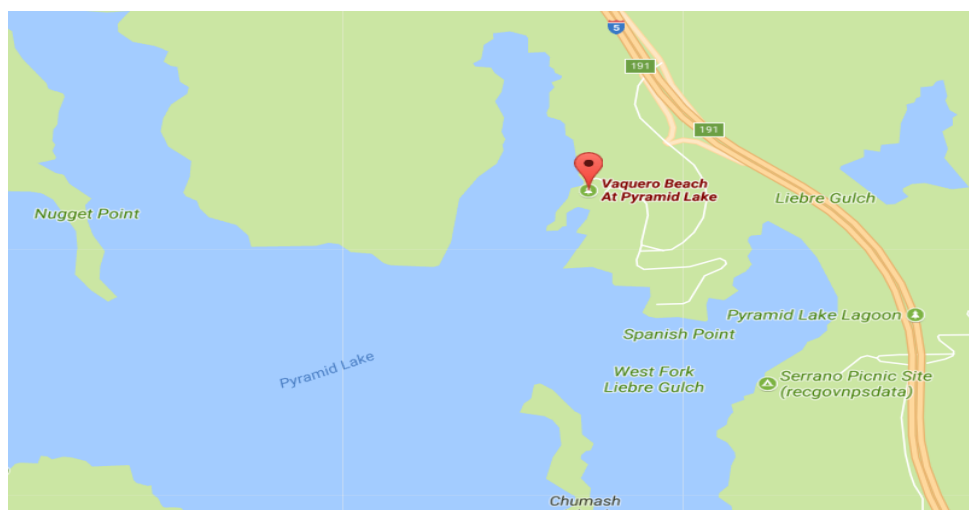 5
191
191
Vaquero Beach
At Pyramid Lake
Liebre Gulch
Nugget Point
Pyramid Lake Lagoon
Spanish Point
Pyramid Lake
West Fork
Liebre Gulch
Serrano Picnic Site
(recgovnpsdata)
Chumash